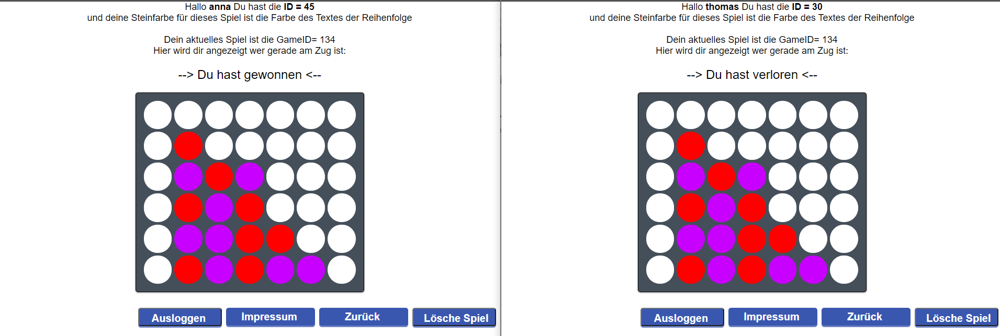 Hallo anna Du hast die ID = 45
und deine Steinfarbe für dieses Spiel ist die Farbe des Textes der Reihenfolge
Dein aktuelles Spiel ist die GameID= 134
Hier wird dir angezeigt wer gerade am Zug ist:
--> Du hast gewonnen <--
Ausloggen
Impressum
Zurück
Lösche Spiel
Hallo thomas Du hast die ID = 30
und deine Steinfarbe für dieses Spiel ist die Farbe des Textes der Reihenfolge
Dein aktuelles Spiel ist die GameID= 134
Hier wird dir angezeigt wer gerade am Zug ist:
--> Du hast verloren <--
Ausloggen
Impressum
Zurück
Lösche Spiel